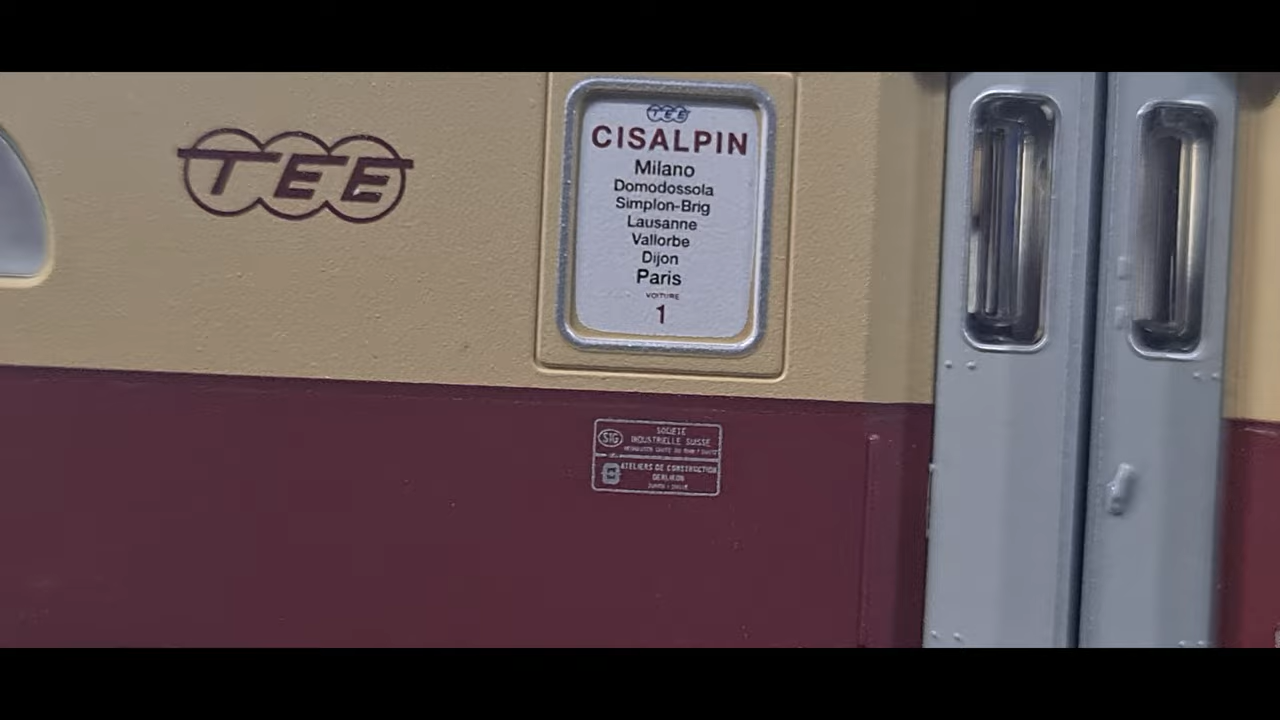 TEE
TEE
CISALPIN
Milano
Domodossola
Simplon-Brig
Lausanne
Vallorbe
Dijon
Paris
VOITURE
1
SIG
SOCIETE
INDUSTRIELLE SUISSE
ATELIERS DE CONSTRUCTION
OERLIKON